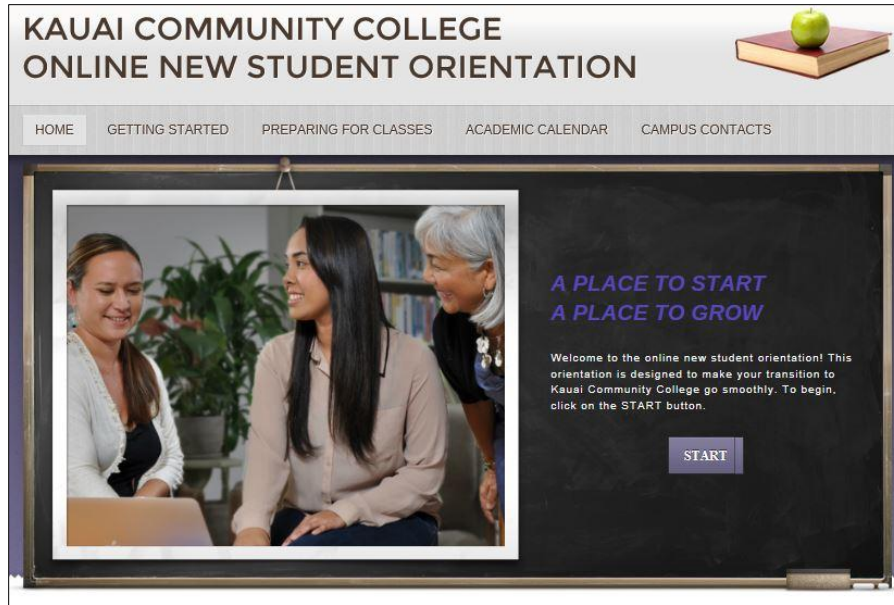 KAUAI COMMUNITY COLLEGE
ONLINE NEW STUDENT ORIENTATION
HOME GETTING STARTED PREPARING FOR CLASSES ACADEMIC CALENDAR CAMPUS CONTACTS
A PLACE TO START
A PLACE TO GROW
Welcome to the online new student orientation! This
orientation is designed to make your transition to
Kauai Community College go smoothly. To begin,
click on the START button.
START